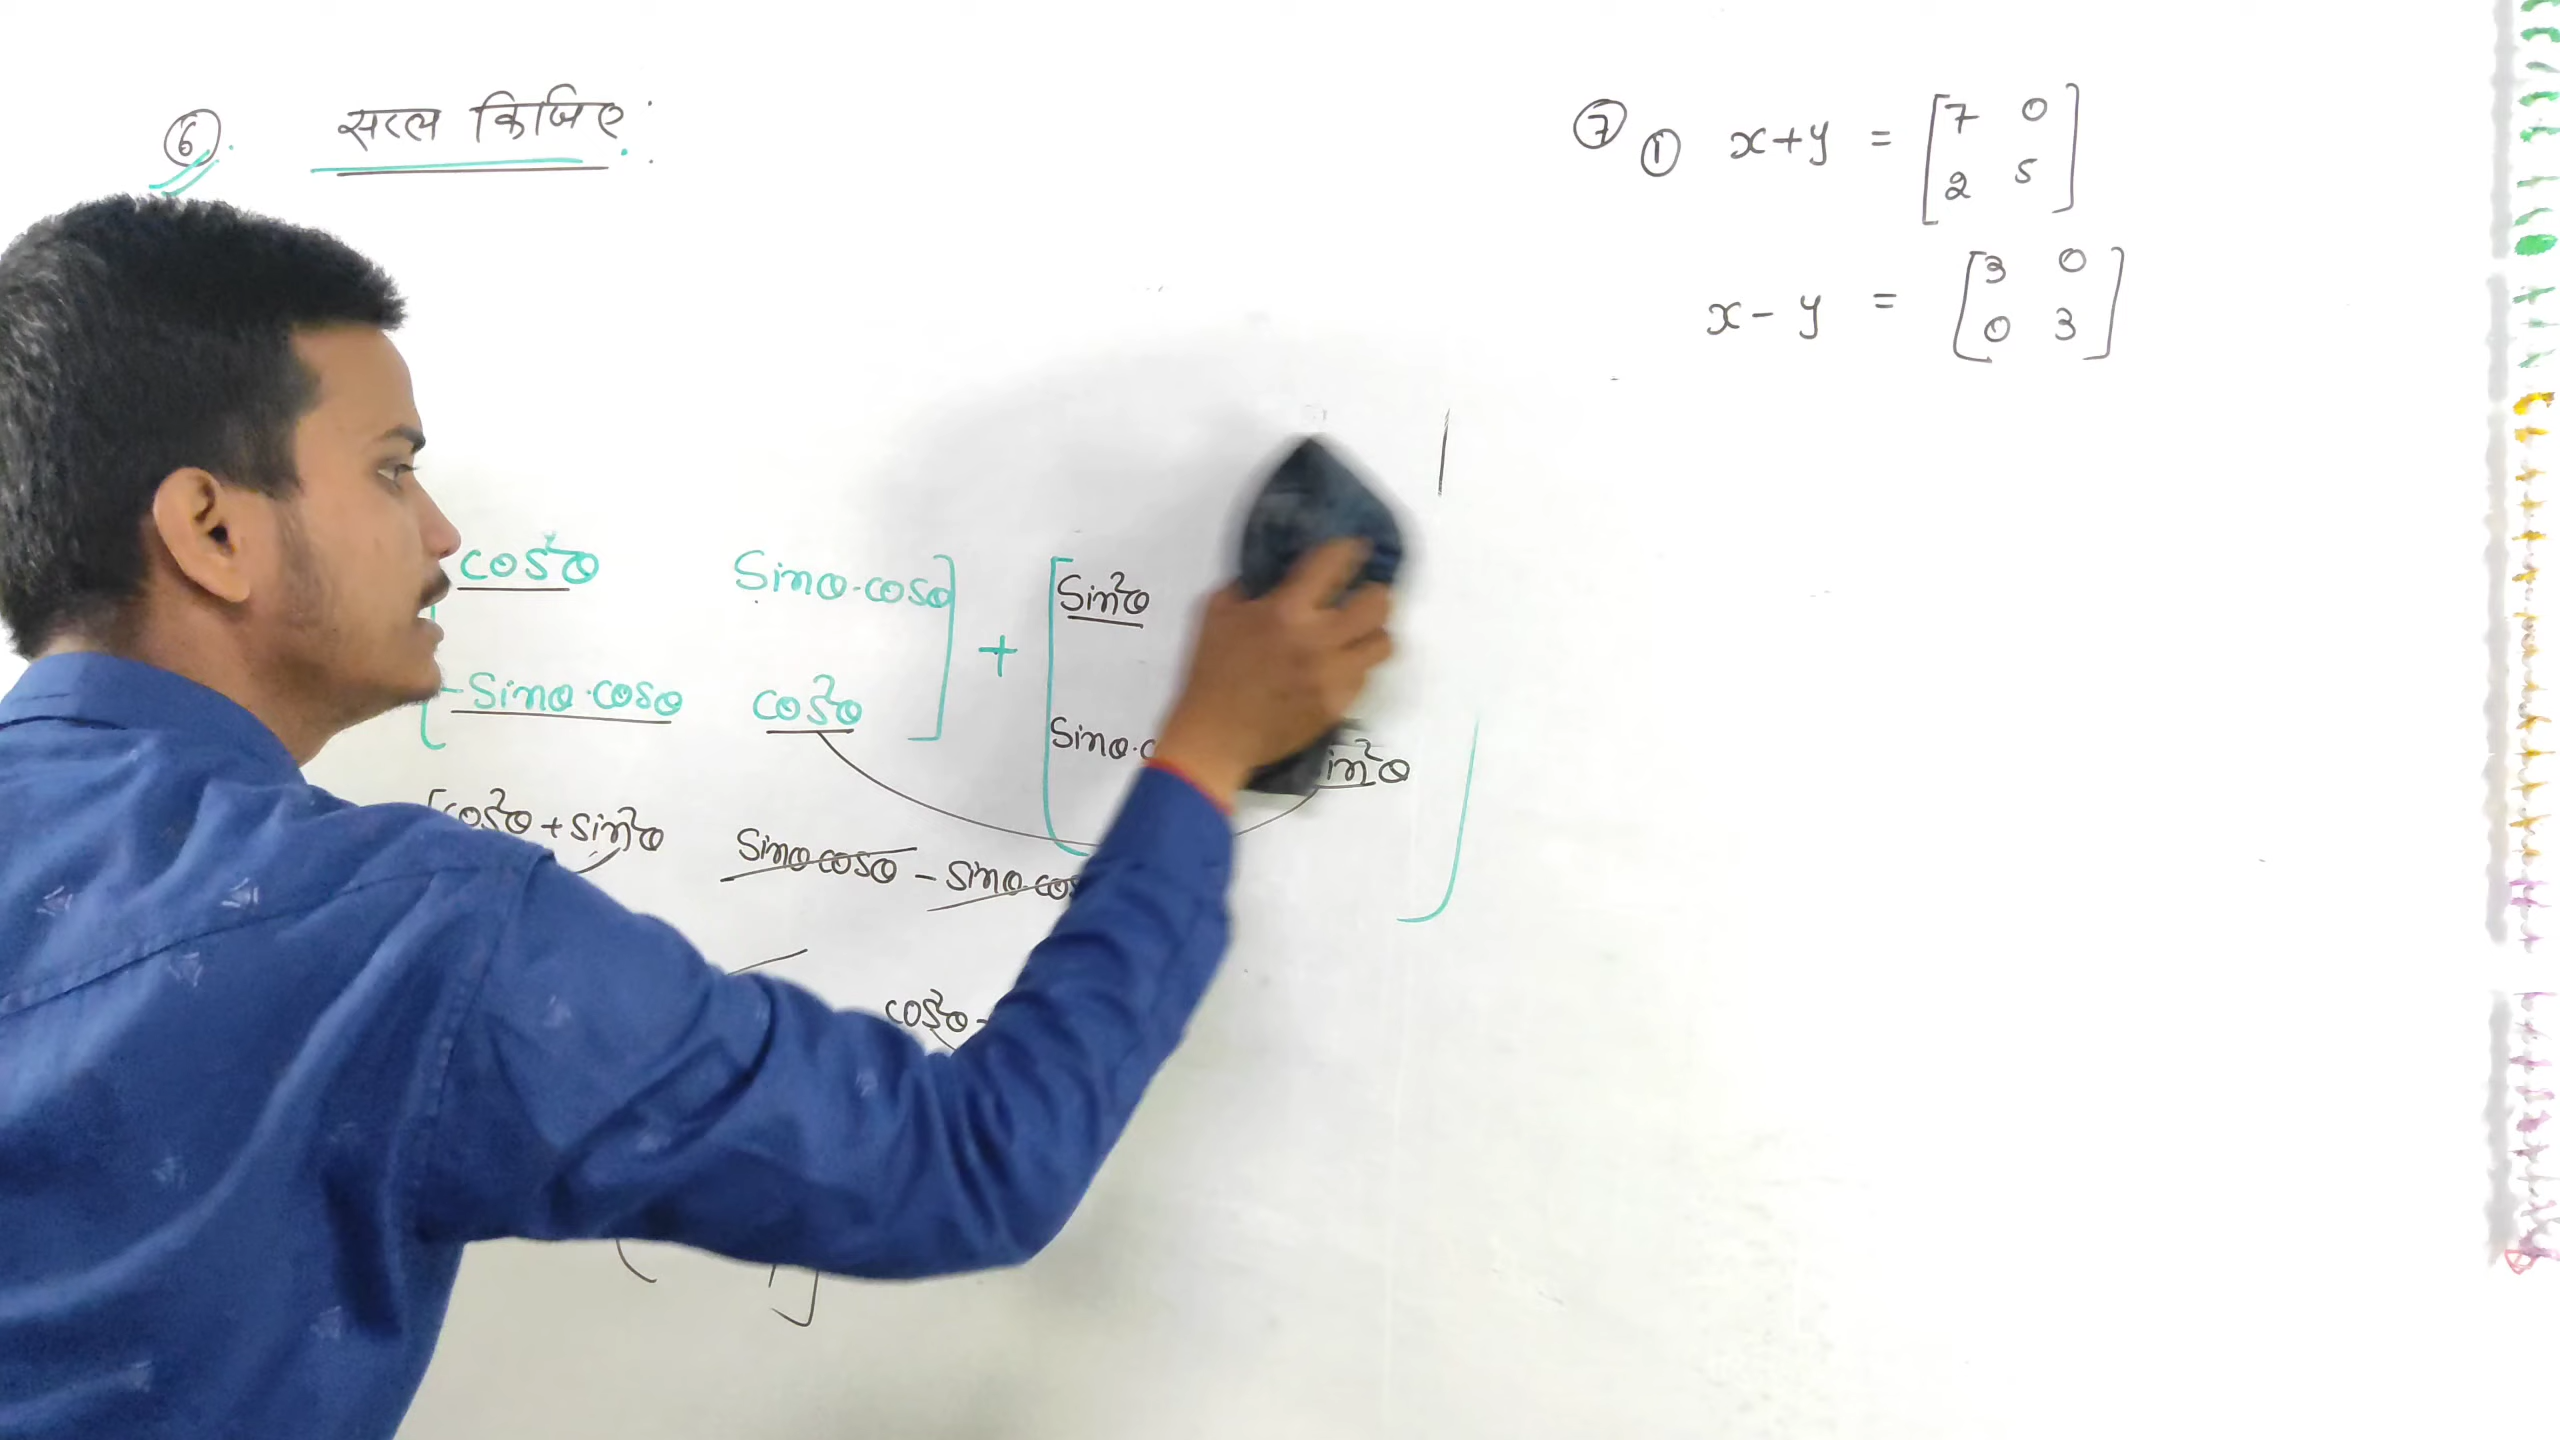 6. सरल किजिए :
cos²θ Sinθ.cosθ + Sin²θ
-Sinθ.cosθ cos²θ Sinθ. in²θ
cos²θ + sin²θ Sinθ cosθ - Sinθ.cos
cos²θ -
7 1 x+y = [7 0
2 5]
x-y = [3 0
0 3]